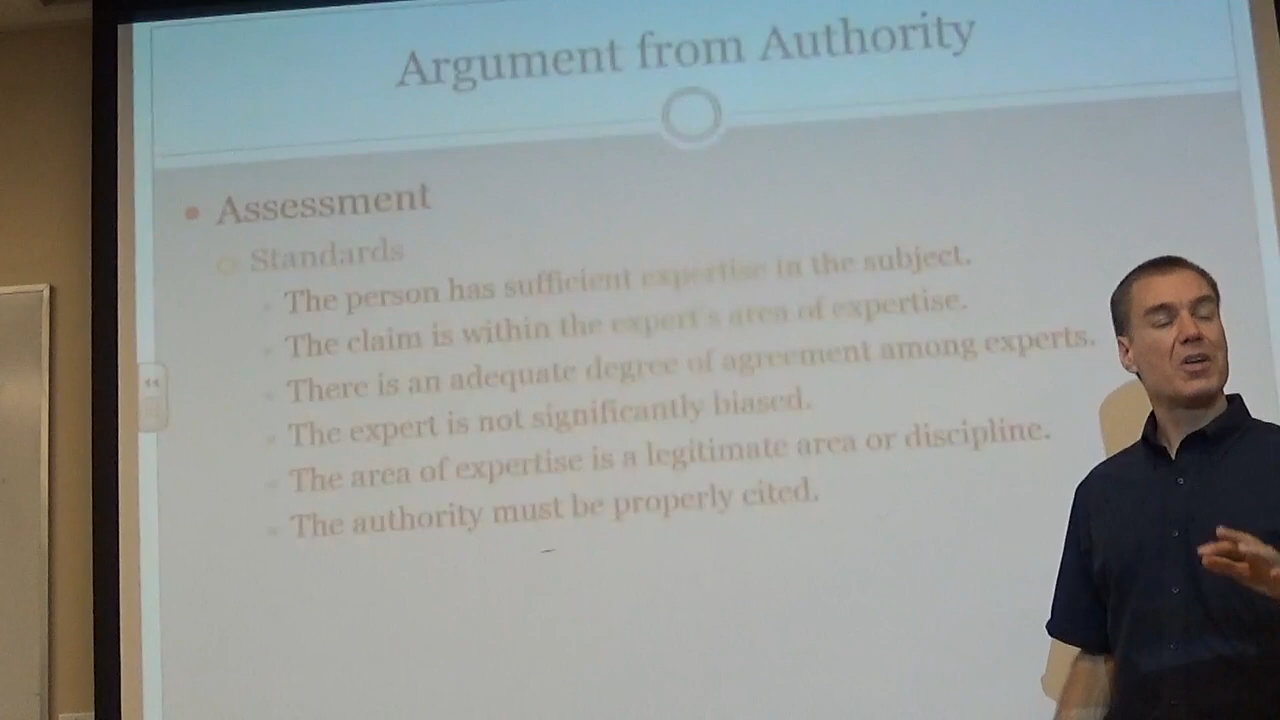 Argument from Authority
Assessment
Standards
The person has sufficient expertise in the subject.
The claim is within the expert's area of expertise.
There is an adequate degree of agreement among experts.
The expert is not significantly biased.
The area of expertise is a legitimate area or discipline.
The authority must be properly cited.